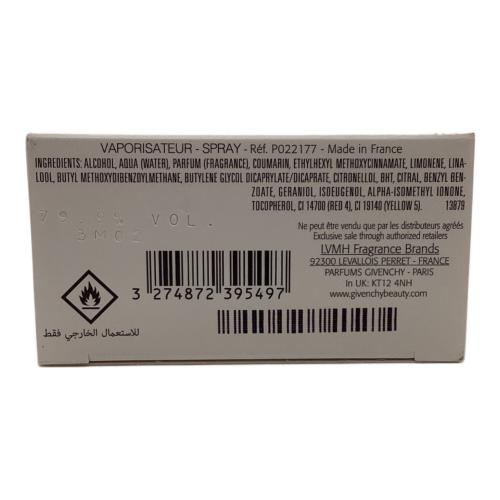 VAPORISATEUR - SPRAY - Réf. P022177 - Made in France
INGREDIENTS: ALCOHOL, AQUA (WATER), PARFUM (FRAGRANCE), COUMARIN, ETHYLHEXYL METHOXYCINNAMATE, LIMONENE, LINA-
LOOL, BUTYL METHOXYDIBENZOYLMETHANE, BUTYLENE GLYCOL DICAPRYLATE/DICAPRATE, CITRONELLOL, BHT, CITRAL, BENZYL BEN-
ZOATE, GERANIOL, ISOEUGENOL, ALPHA-ISOMETHYL IONONE,
TOCOPHEROL, CI 14700 (RED 4), CI 19140 (YELLOW 5). 13879
VOL.
3M02
Ne peut être vendu que par les distributeurs agréés
Exclusive sale through authorized retailers
LVMH Fragrance Brands
92300 LEVALLOIS PERRET - FRANCE
PARFUMS GIVENCHY - PARIS
In UK: KT12 4NH
www.givenchybeauty.com
3 274872 395497
للاستعمال الخارجي فقط